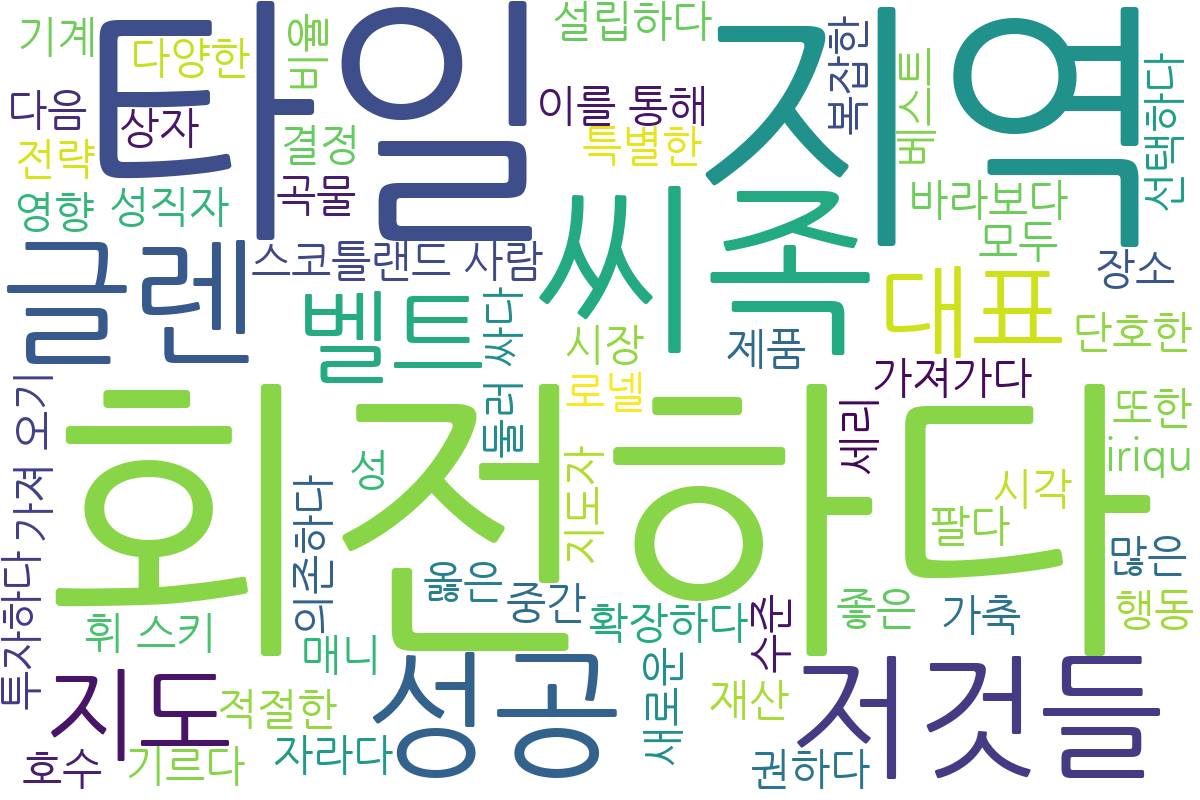 기계
다양한
비율
타일
설립하다
지역
복잡한
베스트
선택하다
다음
상자
이를 통해
전략
결정
특별한
영향
성직자
곡물
씨족
바라보다
모두
글렌
스코틀랜드 사람
벨트
싸다
대표
장소
시장
제품
단호한
로넬
가져가다
가져 오기
회전하다
둘러
세리
또한
iriqu
성
지도자
시각
팔다
의존하다
옳은
중간
많은
투자하다
휘 스키
매니
확장하다
수준
좋은
가축
행동
지도
적절한
성공
새로운
재산
저것들
호수
기르다
자라다
권하다